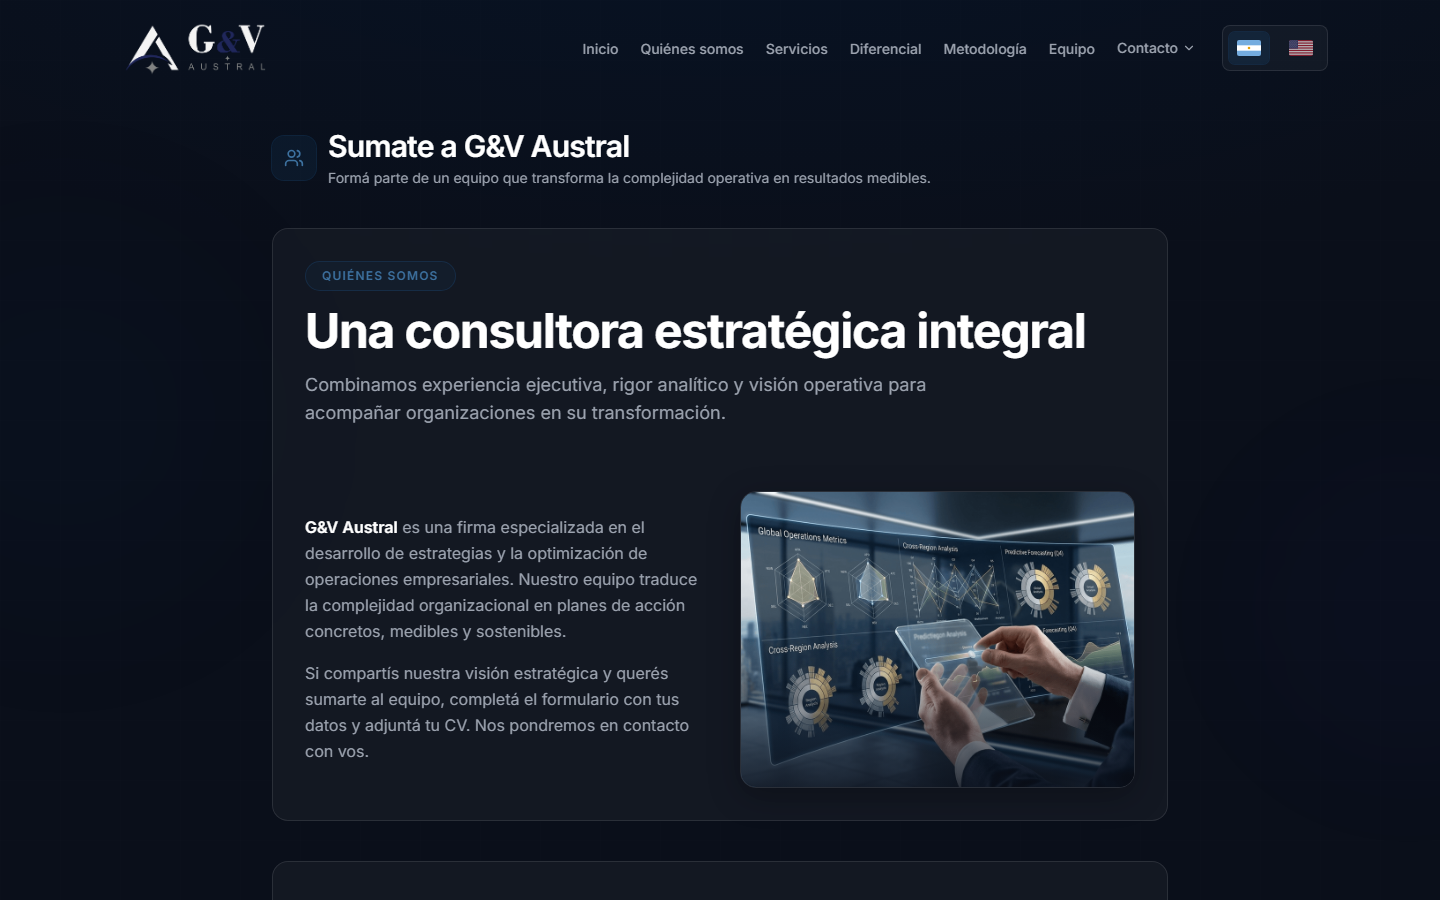 G&V
AUSTRAL
Inicio Quiénes somos Servicios Diferencial Metodología Equipo Contacto
Sumate a G&V Austral
Formá parte de un equipo que transforma la complejidad operativa en resultados medibles.
QUIÉNES SOMOS
Una consultora estratégica integral
Combinamos experiencia ejecutiva, rigor analítico y visión operativa para
acompañar organizaciones en su transformación.
G&V Austral es una firma especializada en el
desarrollo de estrategias y la optimización de
operaciones empresariales. Nuestro equipo traduce
la complejidad organizacional en planes de acción
concretos, medibles y sostenibles.
Si compartís nuestra visión estratégica y querés
sumarte al equipo, completá el formulario con tus
datos y adjuntá tu CV. Nos pondremos en contacto
con vos.
Global Operations Metrics
Cross-Region Analysis
Predictive Forecasting (Q4)
Forecasting (Q4)
Cross-Region Analysis